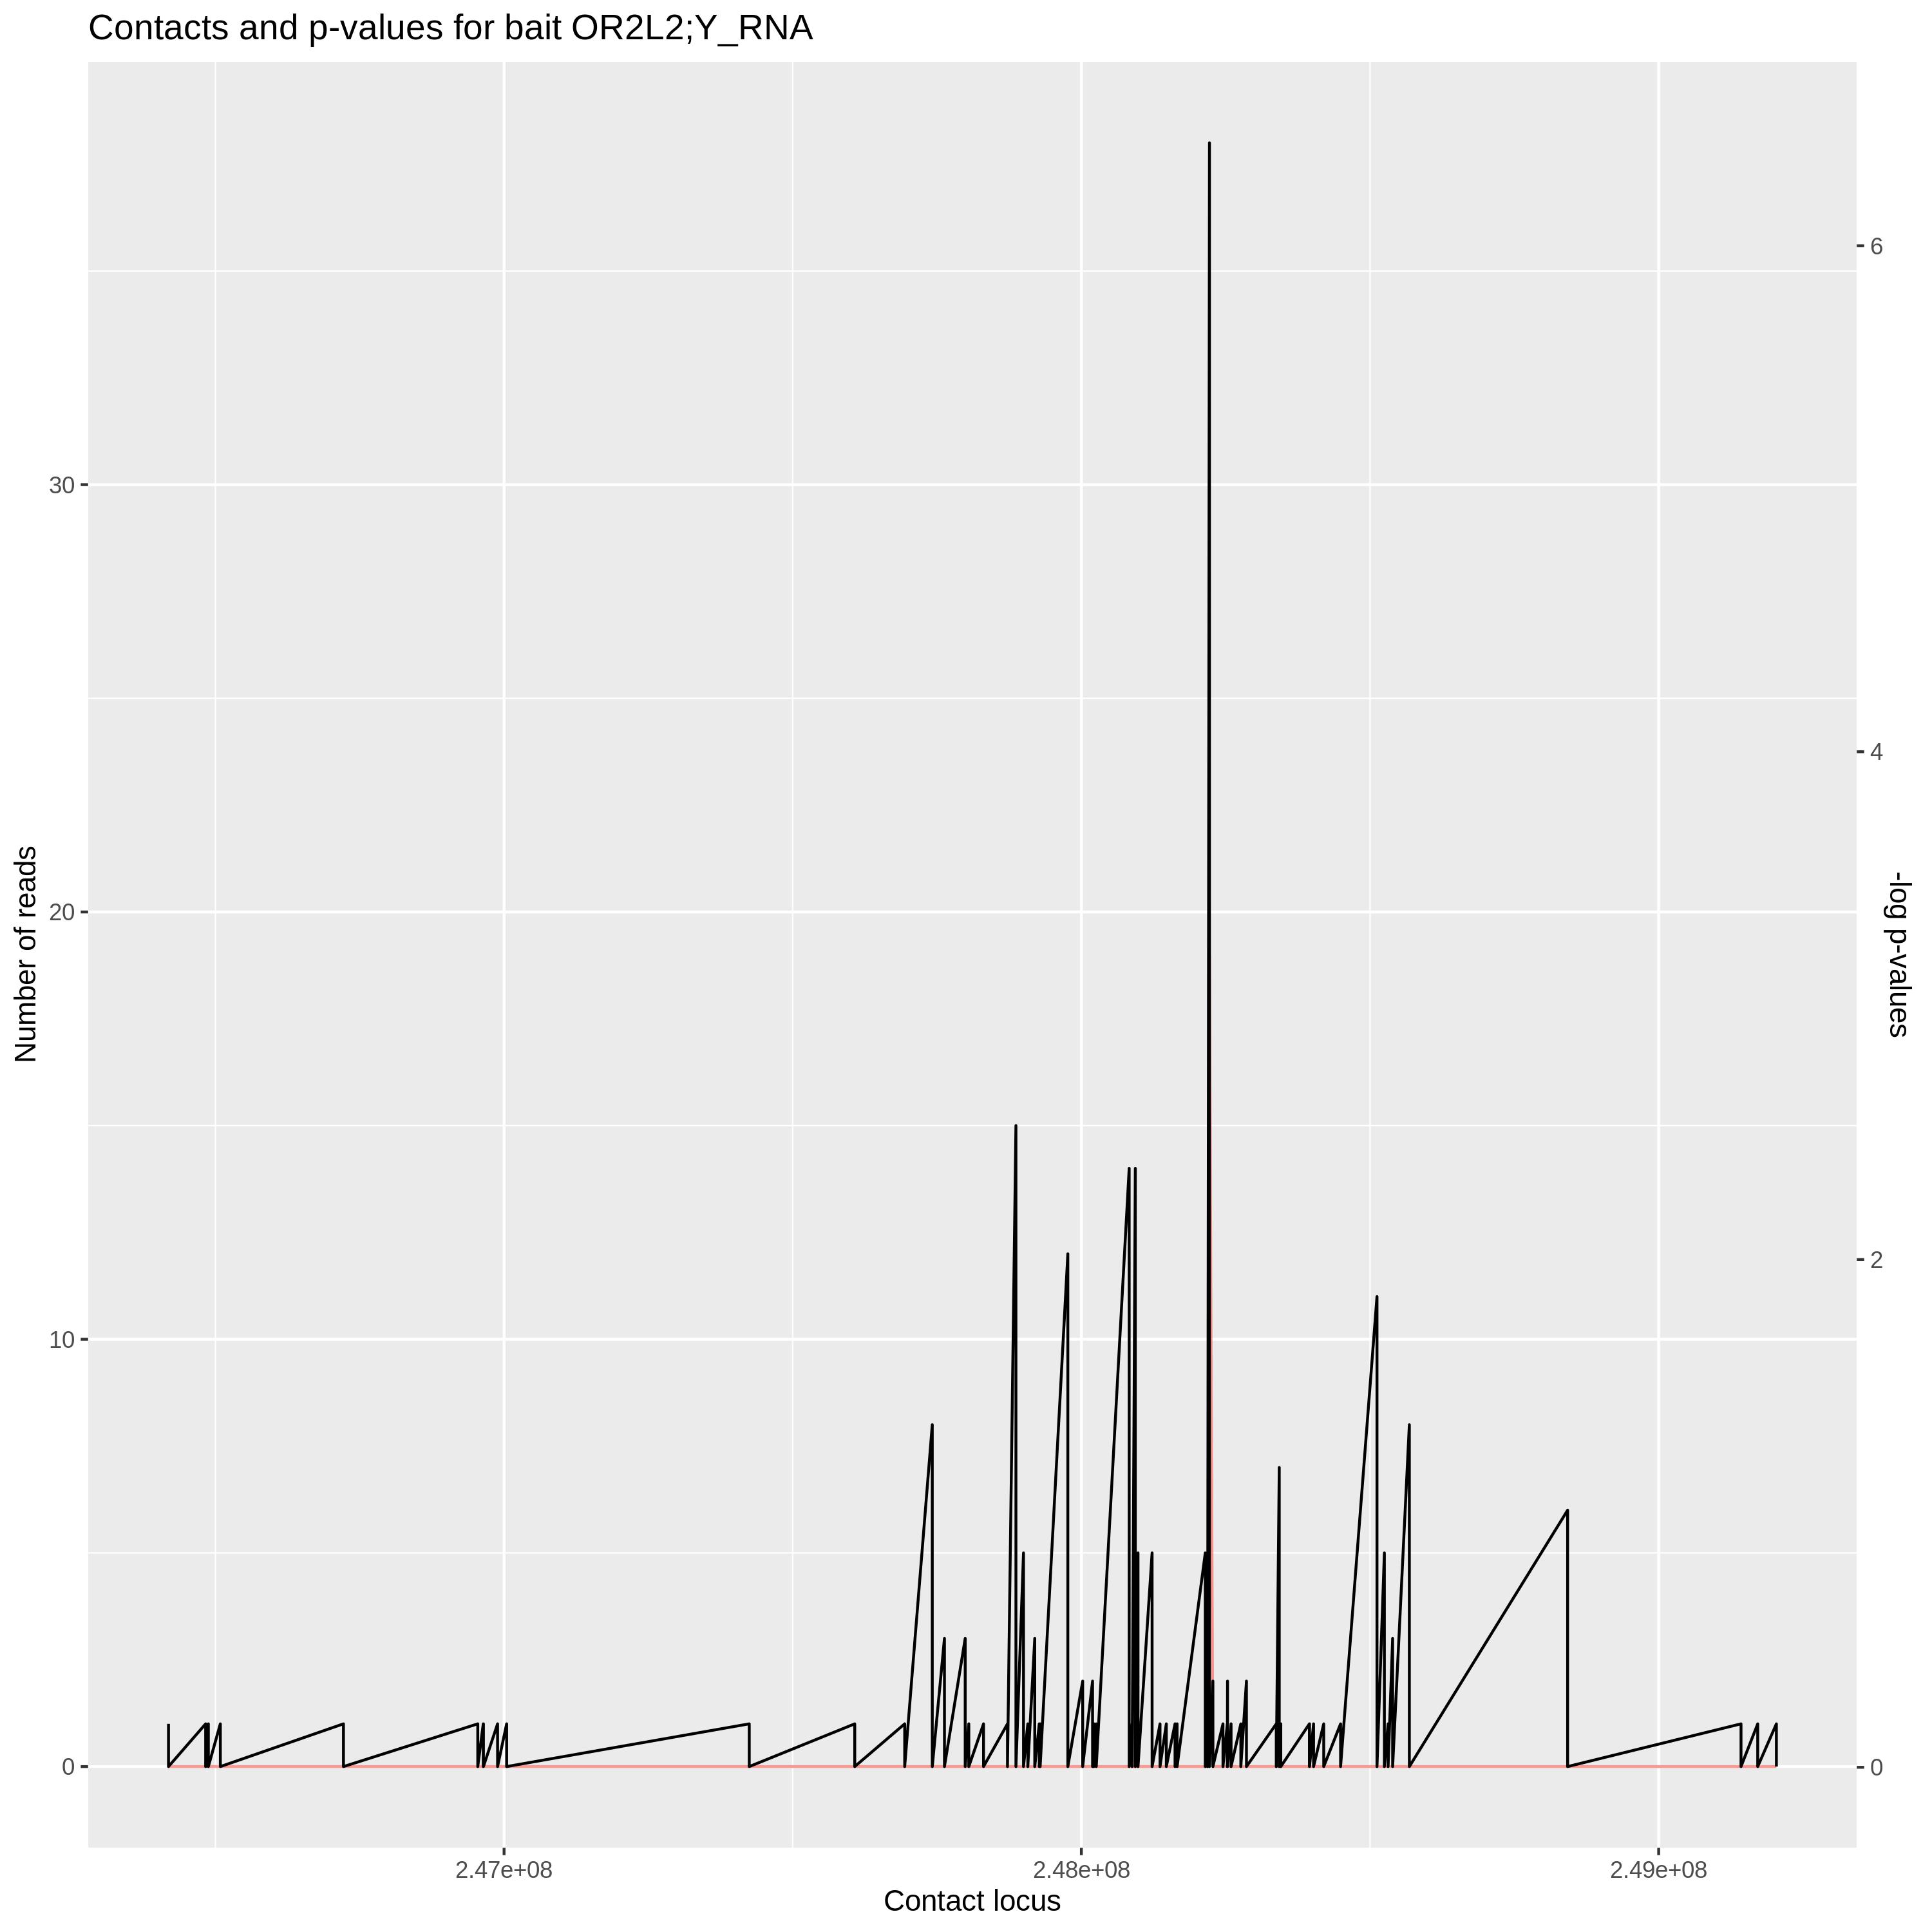 Contacts and p-values for bait OR2L2;Y_RNA
Number of reads
30
20
10
0
6
4
2
0
-log p-values
2.47e+08 2.48e+08 2.49e+08
Contact locus